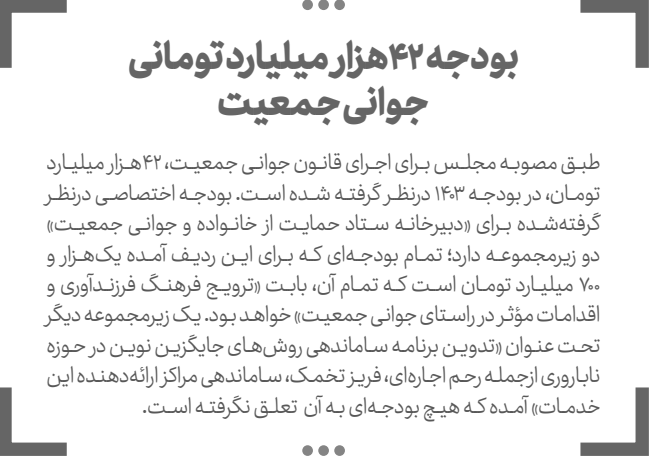 بودجه ۴۲هزار میلیارد تومانی
جوانی جمعیت
طبق مصوبه مجلس برای اجرای قانون جوانی جمعیت، ۴۲هزار میلیارد
تومان، در بودجه ۱۴۰۳ درنظر گرفته شده است. بودجه اختصاصی درنظر
گرفته‌شده برای «دبیرخانه ستاد حمایت از خانواده و جوانی جمعیت»
دو زیرمجموعه دارد؛ تمام بودجه‌ای که برای این ردیف آمده یک‌هزار و
۷۰۰ میلیارد تومان است که تمام آن، بابت «ترویج فرهنگ فرزندآوری و
اقدامات مؤثر در راستای جوانی جمعیت» خواهد بود. یک زیرمجموعه دیگر
تحت عنوان «تدوین برنامه ساماندهی روش‌های جایگزین نوین در حوزه
ناباروری ازجمله رحم اجاره‌ای، فریز تخمک، ساماندهی مراکز ارائه‌دهنده این
خدمات» آمده که هیچ بودجه‌ای به آن تعلق نگرفته است.